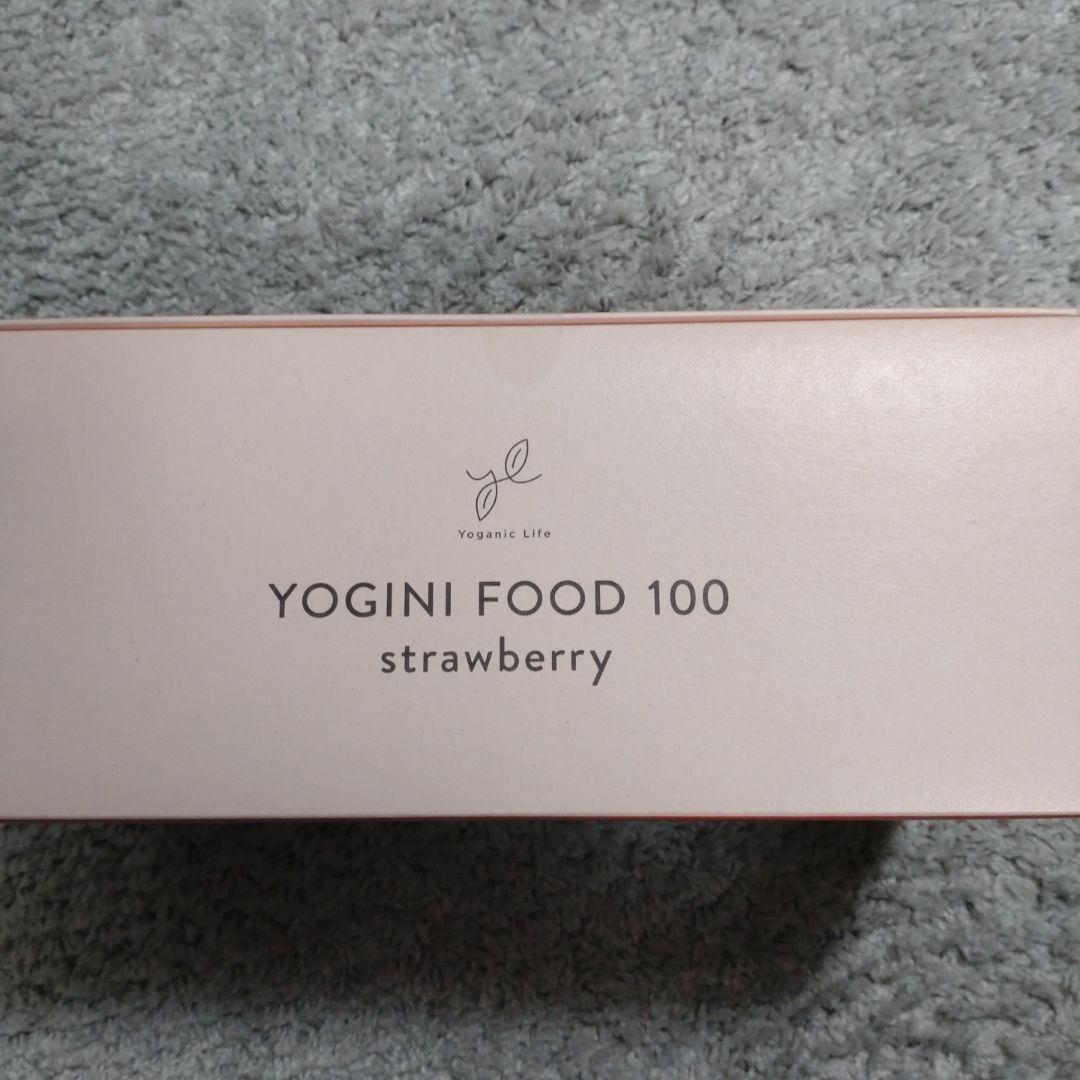 yl
Yoganic Life
YOGINI FOOD 100
strawberry